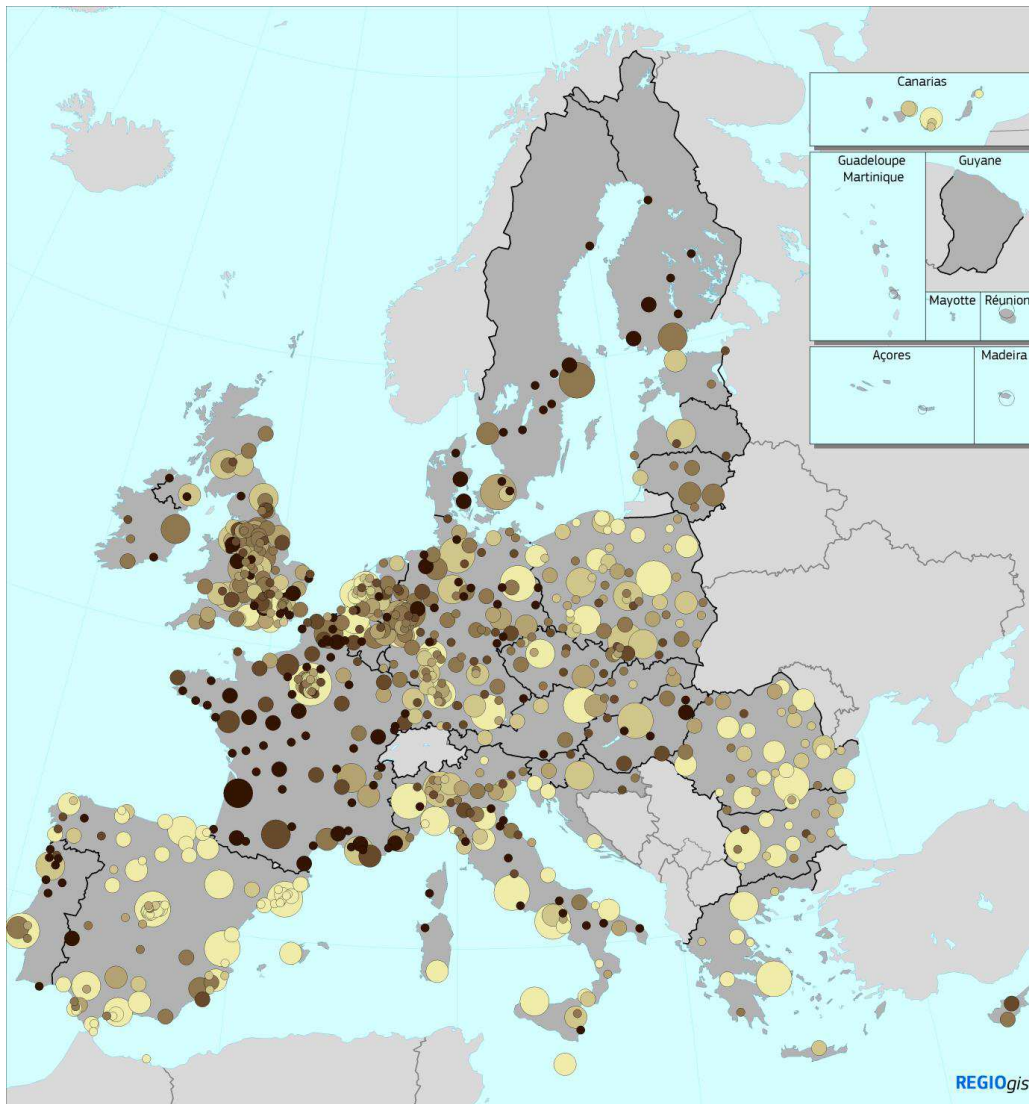 Canarias
Guadeloupe
Martinique
Guyane
Mayotte
Réunion
Açores
Madeira
REGIOgis